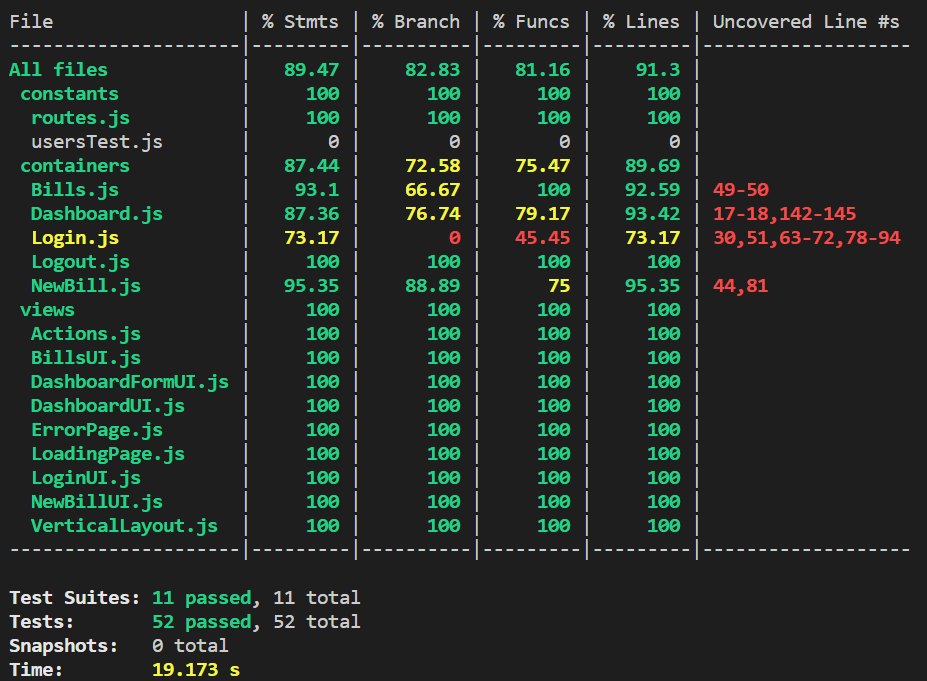 File                 | % Stmts | % Branch | % Funcs | % Lines | Uncovered Line #s
---------------------|---------|----------|---------|---------|-------------------
All files            |   89.47 |    82.83 |   81.16 |    91.3 |
 constants           |     100 |      100 |     100 |     100 |
  routes.js          |     100 |      100 |     100 |     100 |
  usersTest.js       |       0 |        0 |       0 |       0 |
 containers          |   87.44 |    72.58 |   75.47 |   89.69 |
  Bills.js           |    93.1 |    66.67 |     100 |   92.59 | 49-50
  Dashboard.js       |   87.36 |    76.74 |   79.17 |   93.42 | 17-18,142-145
  Login.js           |   73.17 |        0 |   45.45 |   73.17 | 30,51,63-72,78-94
  Logout.js          |     100 |      100 |     100 |     100 |
  NewBill.js         |   95.35 |    88.89 |      75 |   95.35 | 44,81
 views               |     100 |      100 |     100 |     100 |
  Actions.js         |     100 |      100 |     100 |     100 |
  BillsUI.js         |     100 |      100 |     100 |     100 |
  DashboardFormUI.js |     100 |      100 |     100 |     100 |
  DashboardUI.js     |     100 |      100 |     100 |     100 |
  ErrorPage.js       |     100 |      100 |     100 |     100 |
  LoadingPage.js     |     100 |      100 |     100 |     100 |
  LoginUI.js         |     100 |      100 |     100 |     100 |
  NewBillUI.js       |     100 |      100 |     100 |     100 |
  VerticalLayout.js  |     100 |      100 |     100 |     100 |
---------------------|---------|----------|---------|---------|-------------------
Test Suites: 11 passed, 11 total
Tests:       52 passed, 52 total
Snapshots:   0 total
Time:        19.173 s